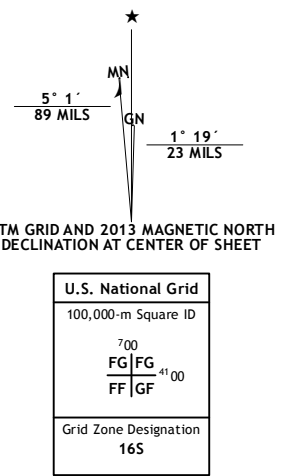 ★
MN
5° 1´
89 MILS
GN
1° 19´
23 MILS
TM GRID AND 2013 MAGNETIC NORTH
DECLINATION AT CENTER OF SHEET
U.S. National Grid
100,000-m Square ID
⁷00
FG FG
⁴¹00
FF GF
Grid Zone Designation
16S